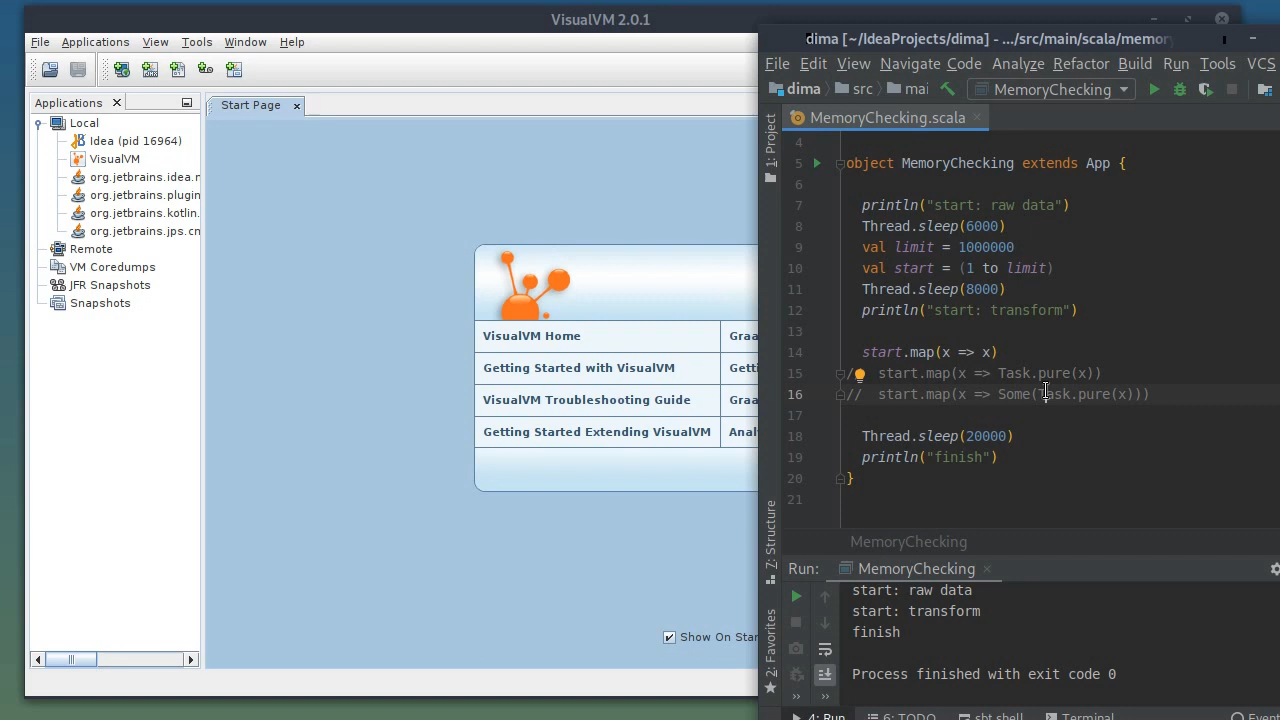 VisualVM 2.0.1
File Applications View Tools Window Help
Applications
Start Page
Local
Idea (pid 16964)
VisualVM
org.jetbrains.idea.n
org.jetbrains.plugin
org.jetbrains.kotlin.
org.jetbrains.jps.cn
Remote
VM Coredumps
JFR Snapshots
Snapshots
VisualVM Home
Graa
Getting Started with VisualVM
Gett
VisualVM Troubleshooting Guide
Graa
Getting Started Extending VisualVM
Anal
Show On Star
dima [~/IdeaProjects/dima] - .../src/main/scala/memory
File Edit View Navigate Code Analyze Refactor Build Run Tools VCS
dima src mai MemoryChecking
MemoryChecking.scala
1: Project
7: Structure
2: Favorites
4
5 object MemoryChecking extends App {
6
7 println("start: raw data")
8 Thread.sleep(6000)
9 val limit = 1000000
10 val start = (1 to limit)
11 Thread.sleep(8000)
12 println("start: transform")
14 start.map(x => x)
15 / start.map(x => Task.pure(x))
16 // start.map(x => Some(Task.pure(x)))
17
18 Thread.sleep(20000)
19 println("finish")
20 }
21
MemoryChecking
Run: MemoryChecking
start: raw data
start: transform
finish
Process finished with exit code 0
4: Run 6: TODO sbt shell Terminal Event